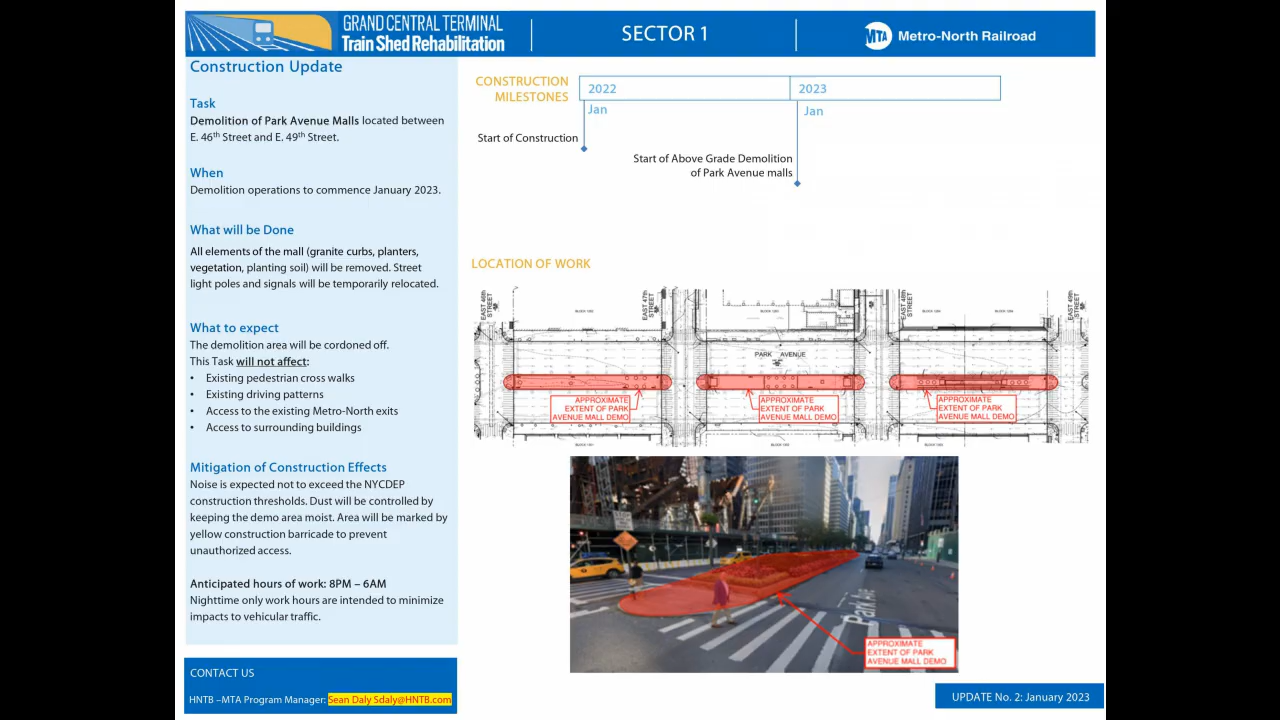 GRAND CENTRAL TERMINAL
Train Shed Rehabilitation
SECTOR 1
MTA Metro-North Railroad
Construction Update
Task
Demolition of Park Avenue Malls located between
E. 46th Street and E. 49th Street.
When
Demolition operations to commence January 2023.
What will be Done
All elements of the mall (granite curbs, planters,
vegetation, planting soil) will be removed. Street
light poles and signals will be temporarily relocated.
What to expect
The demolition area will be cordoned off.
This Task will not affect:
• Existing pedestrian cross walks
• Existing driving patterns
• Access to the existing Metro-North exits
• Access to surrounding buildings
Mitigation of Construction Effects
Noise is expected not to exceed the NYCDEP
construction thresholds. Dust will be controlled by
keeping the demo area moist. Area will be marked by
yellow construction barricade to prevent
unauthorized access.
Anticipated hours of work: 8PM – 6AM
Nighttime only work hours are intended to minimize
impacts to vehicular traffic.
CONTACT US
HNTB –MTA Program Manager: Sean Daly Sdaly@HNTB.com
CONSTRUCTION
MILESTONES
2022
2023
Jan
Jan
Start of Construction
Start of Above Grade Demolition
of Park Avenue malls
LOCATION OF WORK
EAST 46th
STREET
EAST 47th
STREET
EAST 48th
STREET
STREET
PARK AVENUE
APPROXIMATE
EXTENT OF PARK
AVENUE MALL DEMO
APPROXIMATE
EXTENT OF PARK
AVENUE MALL DEMO
APPROXIMATE
EXTENT OF PARK
AVENUE MALL DEMO
Park Ave
APPROXIMATE
EXTENT OF PARK
AVENUE MALL DEMO
UPDATE No. 2: January 2023